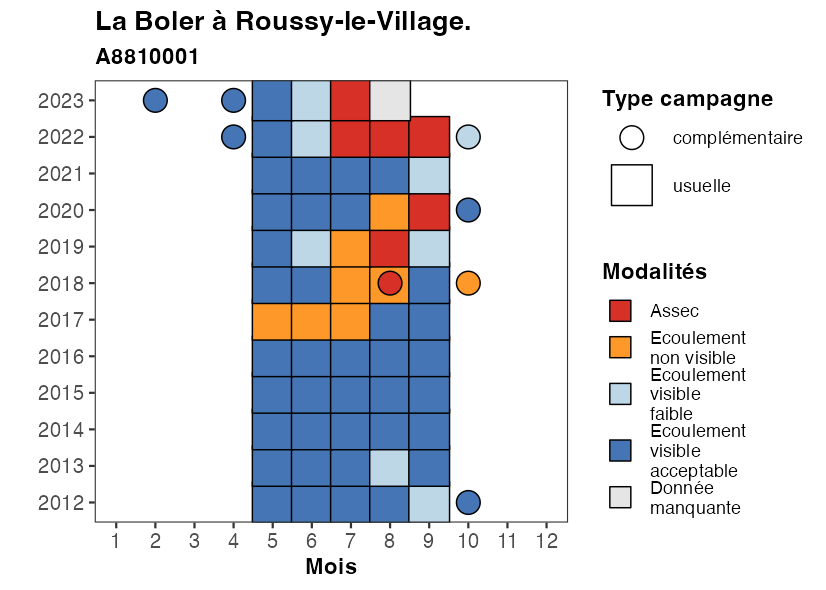 La Boler à Roussy-le-Village.
A8810001
2023
2022
2021
2020
2019
2018
2017
2016
2015
2014
2013
2012
1 2 3 4 5 6 7 8 9 10 11 12
Mois
Type campagne
complémentaire
usuelle
Modalités
Assec
Ecoulement
non visible
Ecoulement
visible
faible
Ecoulement
visible
acceptable
Donnée
manquante